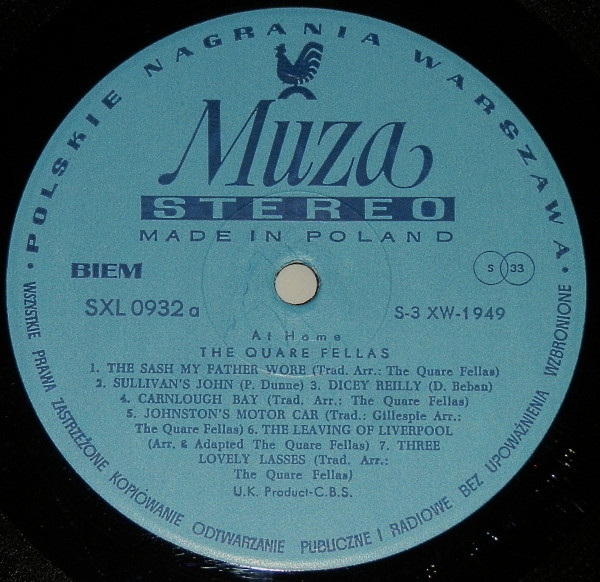 POLSKIE NAGRANIA WARSZAWA
Muza
STEREO
MADE IN POLAND
BIEM
S 33
SXL 0932 a
S-3 XW-1949
At Home
THE QUARE FELLAS
1. THE SASH MY FATHER WORE (Trad. Arr.: The Quare Fellas)
2. SULLIVAN'S JOHN (P. Dunne) 3. DICEY REILLY (D. Behan)
4. CARNLOUGH BAY (Trad. Arr.: The Quare Fellas)
5. JOHNSTON'S MOTOR CAR (Trad.: Gillesple Arr.:
The Quare Fellas) 6. THE LEAVING OF LIVERPOOL
(Arr. & Adapted The Quare Fellas) 7. THREE
LOVELY LASSES (Trad. Arr.:
The Quare Fellas)
U.K. Product-C.B.S.
WSZYSTKIE PRAWA ZASTRZEŻONE KOPIOWANIE ODTWARZANIE PUBLICZNE I RADIOWE BEZ UPOWAŻNIENIA WZBRONIONE